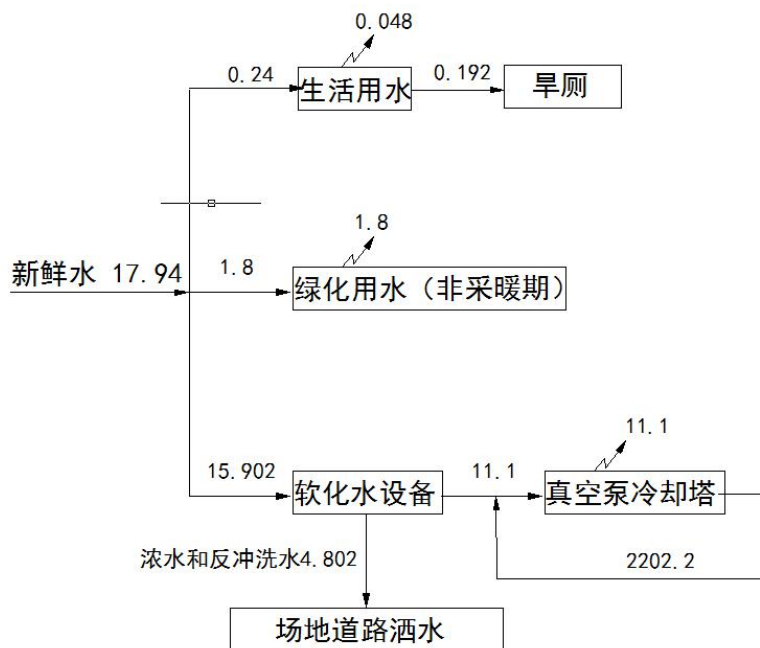 0.048
0.24
生活用水
0.192
旱厕
1.8
新鲜水 17.94
1.8
绿化用水（非采暖期）
11.1
15.902
软化水设备
11.1
真空泵冷却塔
浓水和反冲洗水4.802
2202.2
场地道路洒水